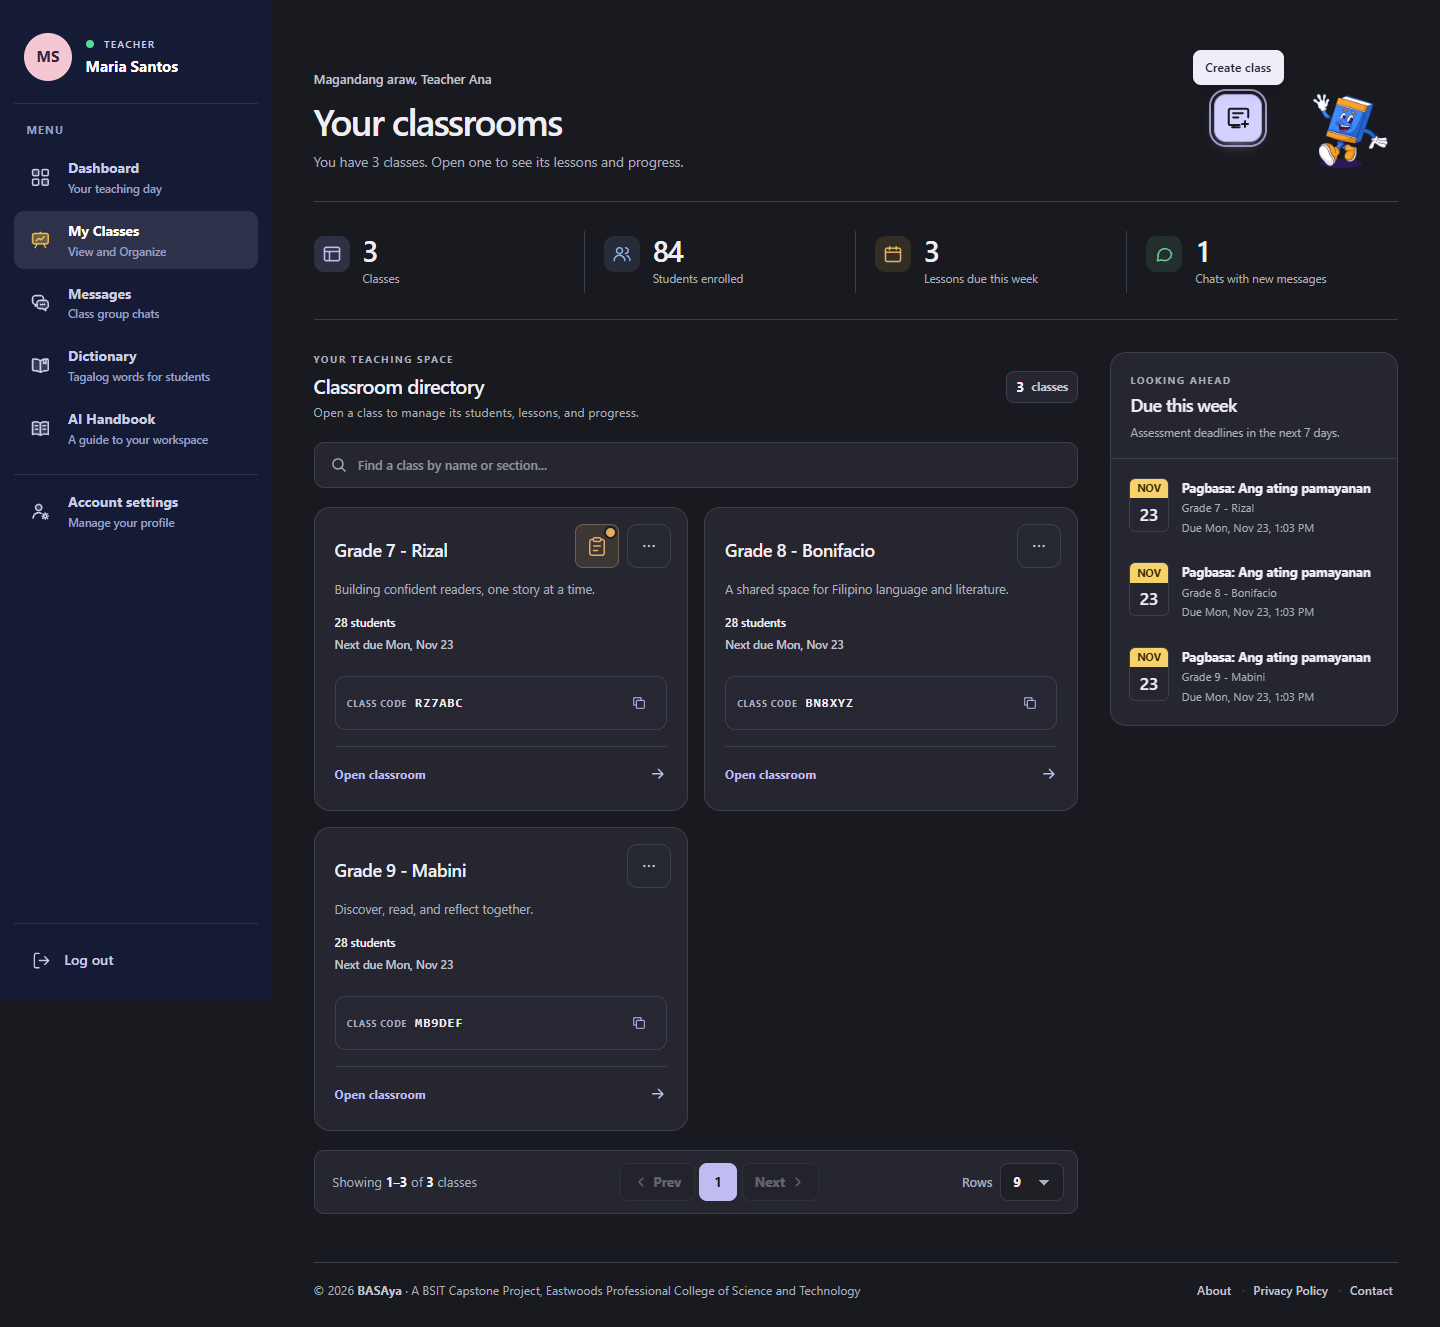 MS
TEACHER
Maria Santos
MENU
Dashboard
Your teaching day
My Classes
View and Organize
Messages
Class group chats
Dictionary
Tagalog words for students
AI Handbook
A guide to your workspace
Account settings
Manage your profile
Log out
Magandang araw, Teacher Ana
Your classrooms
You have 3 classes. Open one to see its lessons and progress.
Create class
3
Classes
84
Students enrolled
3
Lessons due this week
1
Chats with new messages
YOUR TEACHING SPACE
Classroom directory
Open a class to manage its students, lessons, and progress.
3 classes
Find a class by name or section...
Grade 7 - Rizal
Building confident readers, one story at a time.
28 students
Next due Mon, Nov 23
CLASS CODE RZ7ABC
Open classroom
Grade 8 - Bonifacio
A shared space for Filipino language and literature.
28 students
Next due Mon, Nov 23
CLASS CODE BN8XYZ
Open classroom
Grade 9 - Mabini
Discover, read, and reflect together.
28 students
Next due Mon, Nov 23
CLASS CODE MB9DEF
Open classroom
Showing 1–3 of 3 classes
Prev
1
Next
Rows
9
LOOKING AHEAD
Due this week
Assessment deadlines in the next 7 days.
NOV
23
Pagbasa: Ang ating pamayanan
Grade 7 - Rizal
Due Mon, Nov 23, 1:03 PM
NOV
23
Pagbasa: Ang ating pamayanan
Grade 8 - Bonifacio
Due Mon, Nov 23, 1:03 PM
NOV
23
Pagbasa: Ang ating pamayanan
Grade 9 - Mabini
Due Mon, Nov 23, 1:03 PM
© 2026 BASAya · A BSIT Capstone Project, Eastwoods Professional College of Science and Technology
About · Privacy Policy · Contact